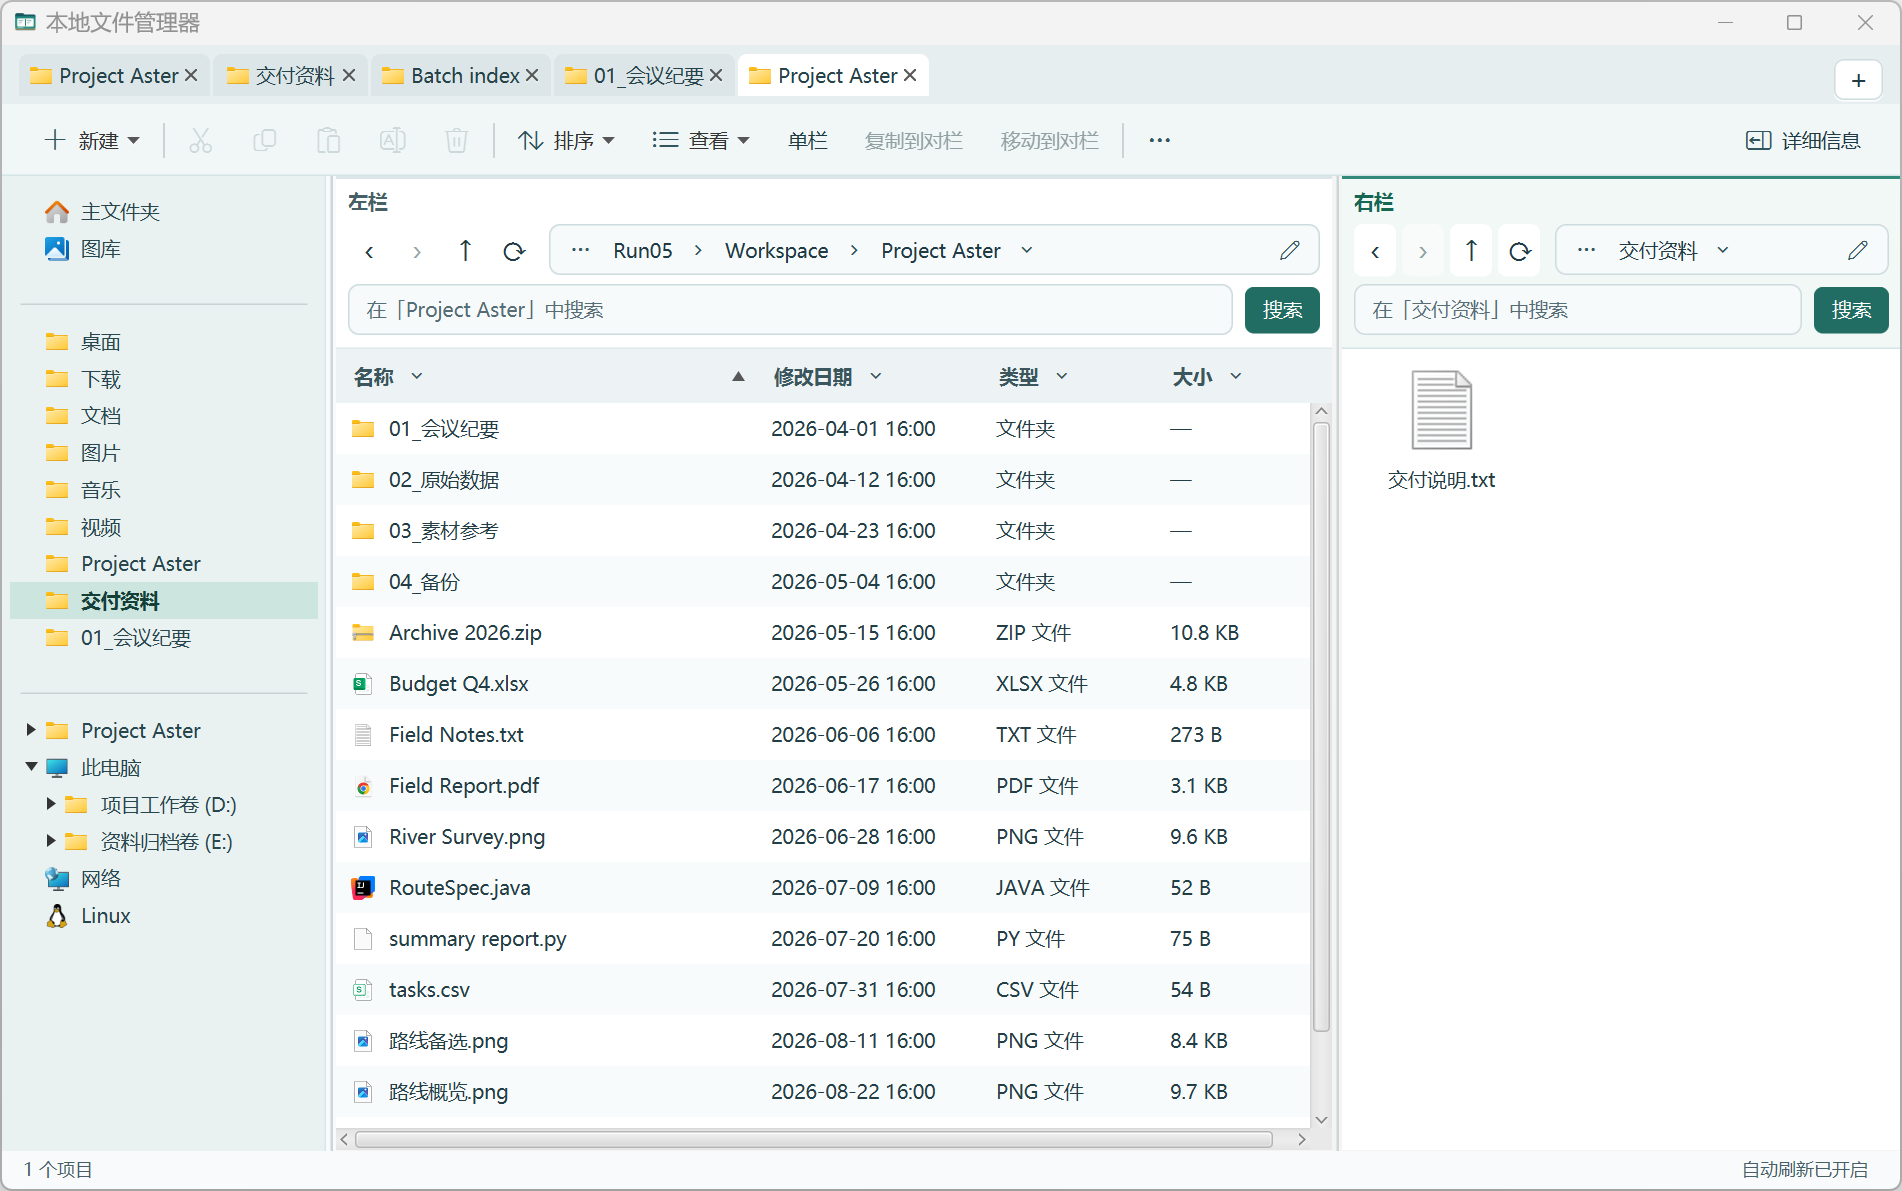 本地文件管理器
Project Aster
交付资料
Batch index
01_会议纪要
Project Aster
新建
排序
查看
单栏
复制到对栏
移动到对栏
详细信息
主文件夹
图库
桌面
下载
文档
图片
音乐
视频
Project Aster
交付资料
01_会议纪要
Project Aster
此电脑
项目工作卷 (D:)
资料归档卷 (E:)
网络
Linux
左栏
··· Run05 › Workspace › Project Aster
在「Project Aster」中搜索 搜索
名称 修改日期 类型 大小
01_会议纪要 2026-04-01 16:00 文件夹 —
02_原始数据 2026-04-12 16:00 文件夹 —
03_素材参考 2026-04-23 16:00 文件夹 —
04_备份 2026-05-04 16:00 文件夹 —
Archive 2026.zip 2026-05-15 16:00 ZIP 文件 10.8 KB
Budget Q4.xlsx 2026-05-26 16:00 XLSX 文件 4.8 KB
Field Notes.txt 2026-06-06 16:00 TXT 文件 273 B
Field Report.pdf 2026-06-17 16:00 PDF 文件 3.1 KB
River Survey.png 2026-06-28 16:00 PNG 文件 9.6 KB
RouteSpec.java 2026-07-09 16:00 JAVA 文件 52 B
summary report.py 2026-07-20 16:00 PY 文件 75 B
tasks.csv 2026-07-31 16:00 CSV 文件 54 B
路线备选.png 2026-08-11 16:00 PNG 文件 8.4 KB
路线概览.png 2026-08-22 16:00 PNG 文件 9.7 KB
右栏
··· 交付资料
在「交付资料」中搜索 搜索
交付说明.txt
1 个项目
自动刷新已开启